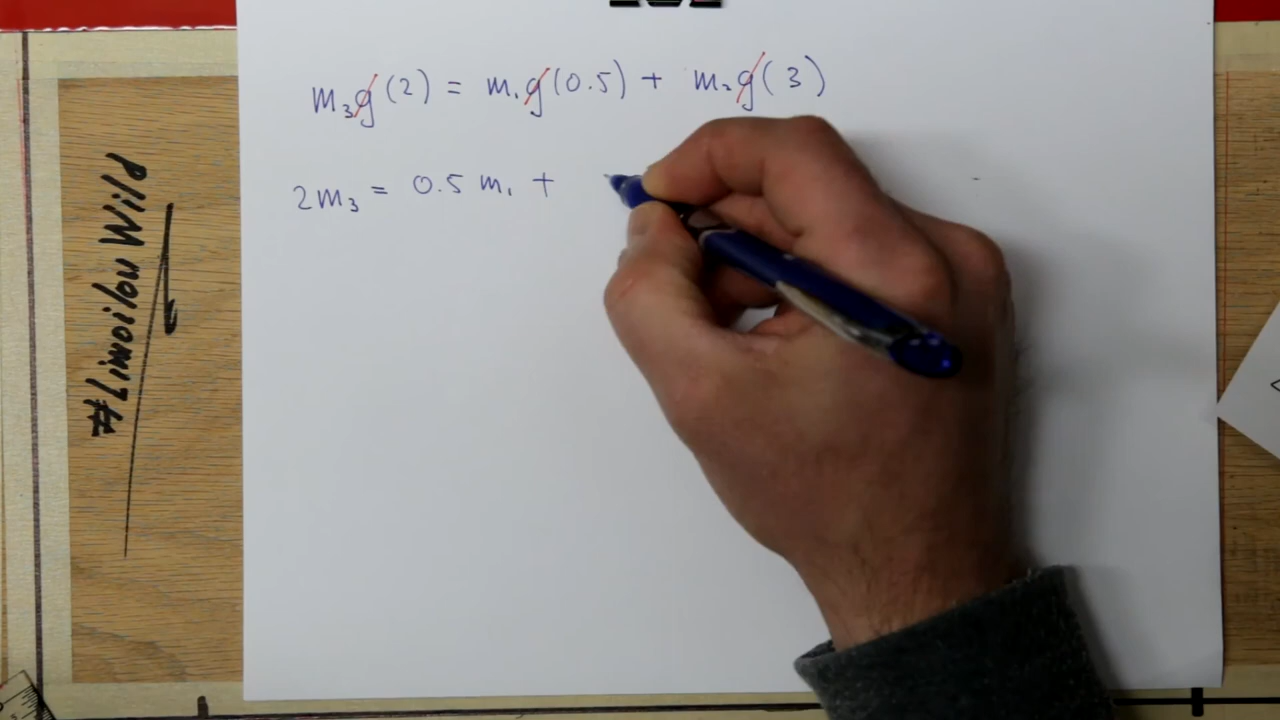 m₃g(2) = m₁g(0.5) + m₂g(3)
2m₃ = 0.5 m₁ +
#Limoilou Wild